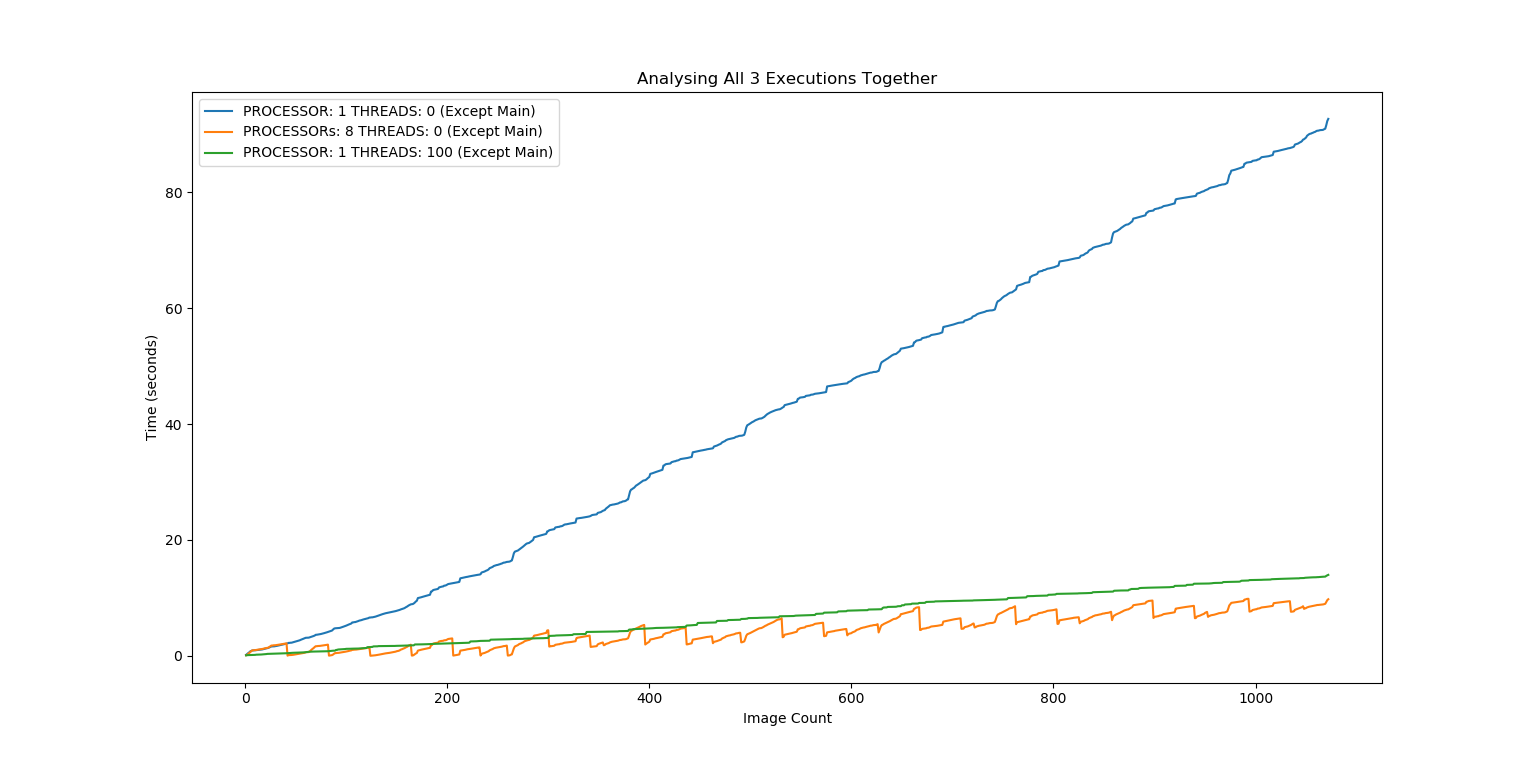 Analysing All 3 Executions Together
PROCESSOR: 1 THREADS: 0 (Except Main)
PROCESSORs: 8 THREADS: 0 (Except Main)
PROCESSOR: 1 THREADS: 100 (Except Main)
Time (seconds)
80
60
40
20
0
0 200 400 600 800 1000
Image Count